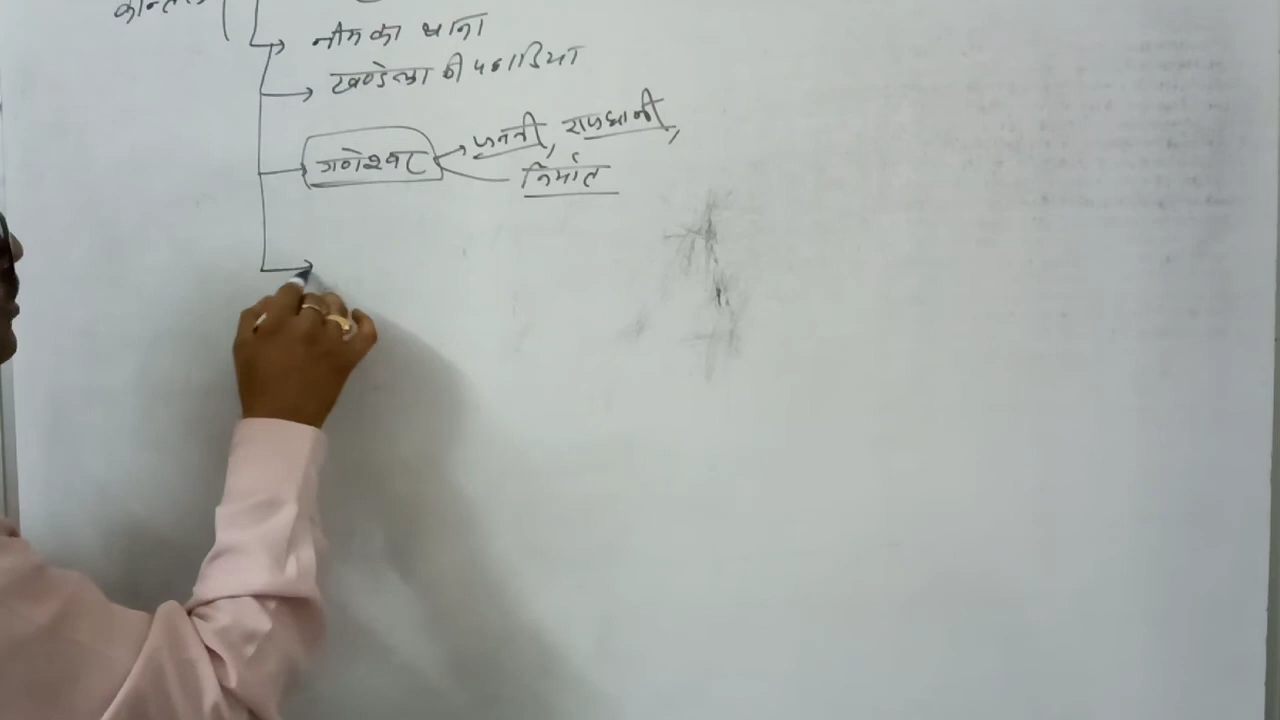 नीम का थाना
खण्डेला की पहाडिया
गणेश्वर जननी, राजधानी,
निर्यात